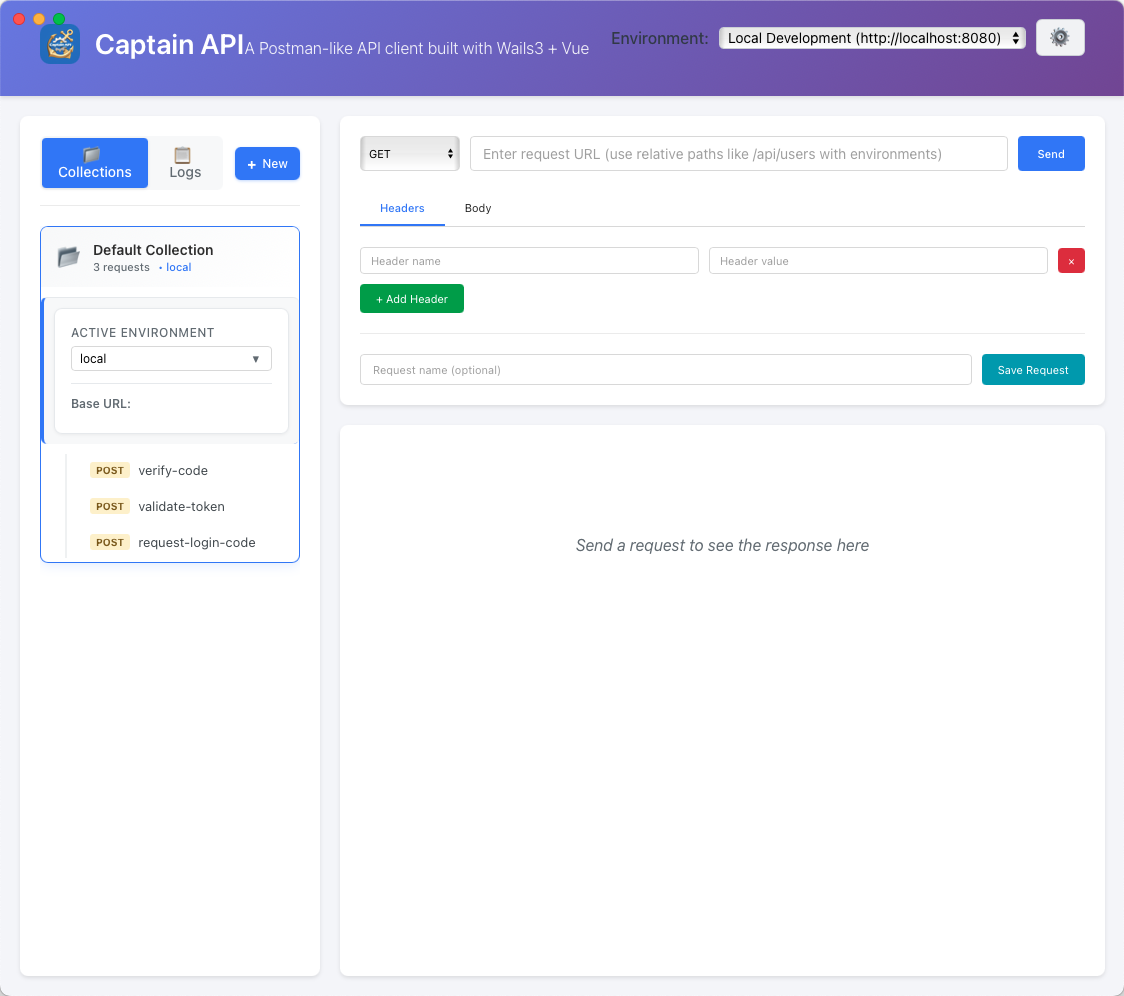 Captain API
A Postman-like API client built with Wails3 + Vue
Environment:
Local Development (http://localhost:8080)
Collections
Logs
+ New
Default Collection
3 requests • local
ACTIVE ENVIRONMENT
local
Base URL:
POST verify-code
POST validate-token
POST request-login-code
GET
Enter request URL (use relative paths like /api/users with environments)
Send
Headers
Body
Header name
Header value
×
+ Add Header
Request name (optional)
Save Request
Send a request to see the response here